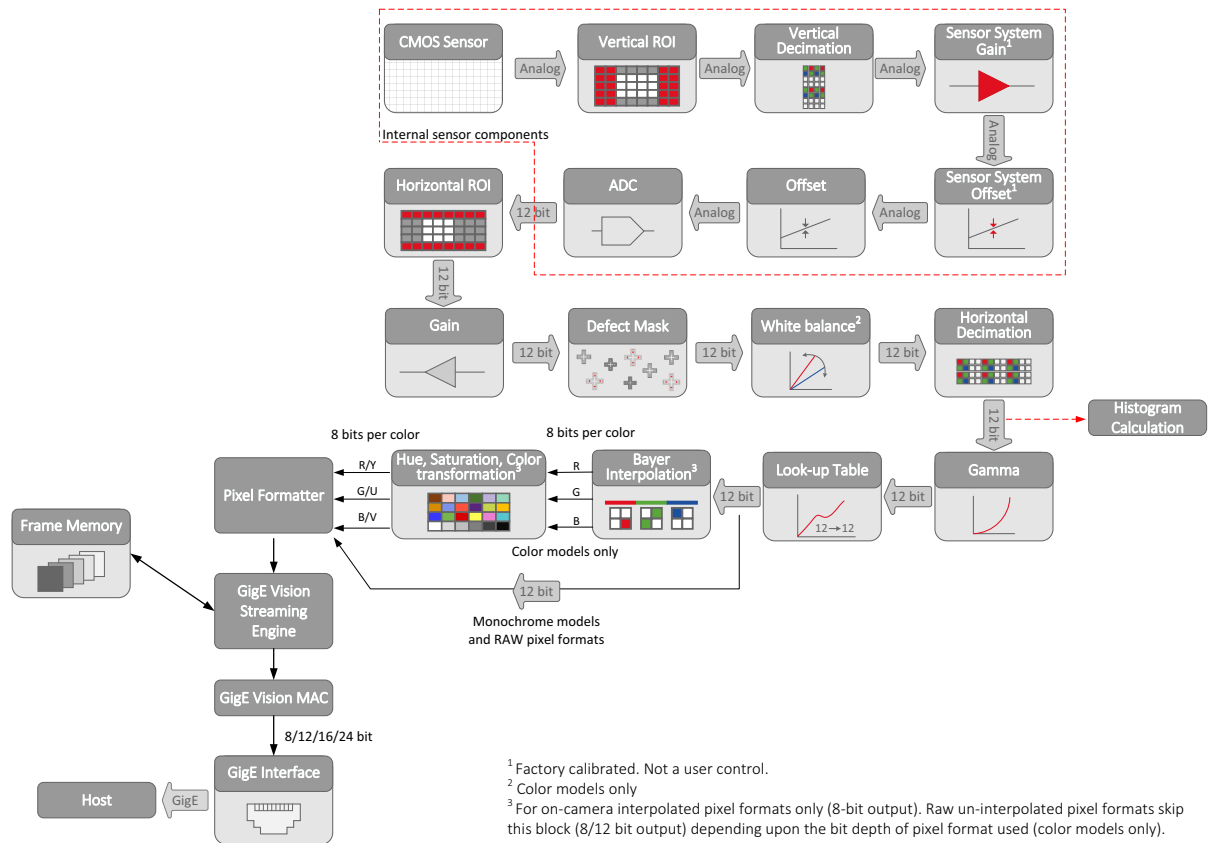 CMOS Sensor
Analog
Vertical ROI
Analog
Vertical
Decimation
Analog
Sensor System
Gain1
Analog
Internal sensor components
Horizontal ROI
12 bit
ADC
Analog
Offset
Analog
Sensor System
Offset1
12 bit
Gain
12 bit
Defect Mask
12 bit
White balance2
12 bit
Horizontal
Decimation
12 bit
Histogram
Calculation
8 bits per color
8 bits per color
Pixel Formatter
R/Y
G/U
B/V
Hue, Saturation, Color
transformation3
R
G
B
Bayer
Interpolation3
12 bit
Look-up Table
12→12
12 bit
Gamma
Color models only
Frame Memory
GigE Vision
Streaming
Engine
12 bit
Monochrome models
and RAW pixel formats
GigE Vision MAC
8/12/16/24 bit
GigE Interface
Host
GigE
1 Factory calibrated. Not a user control.
2 Color models only
3 For on-camera interpolated pixel formats only (8-bit output). Raw un-interpolated pixel formats skip
this block (8/12 bit output) depending upon the bit depth of pixel format used (color models only).